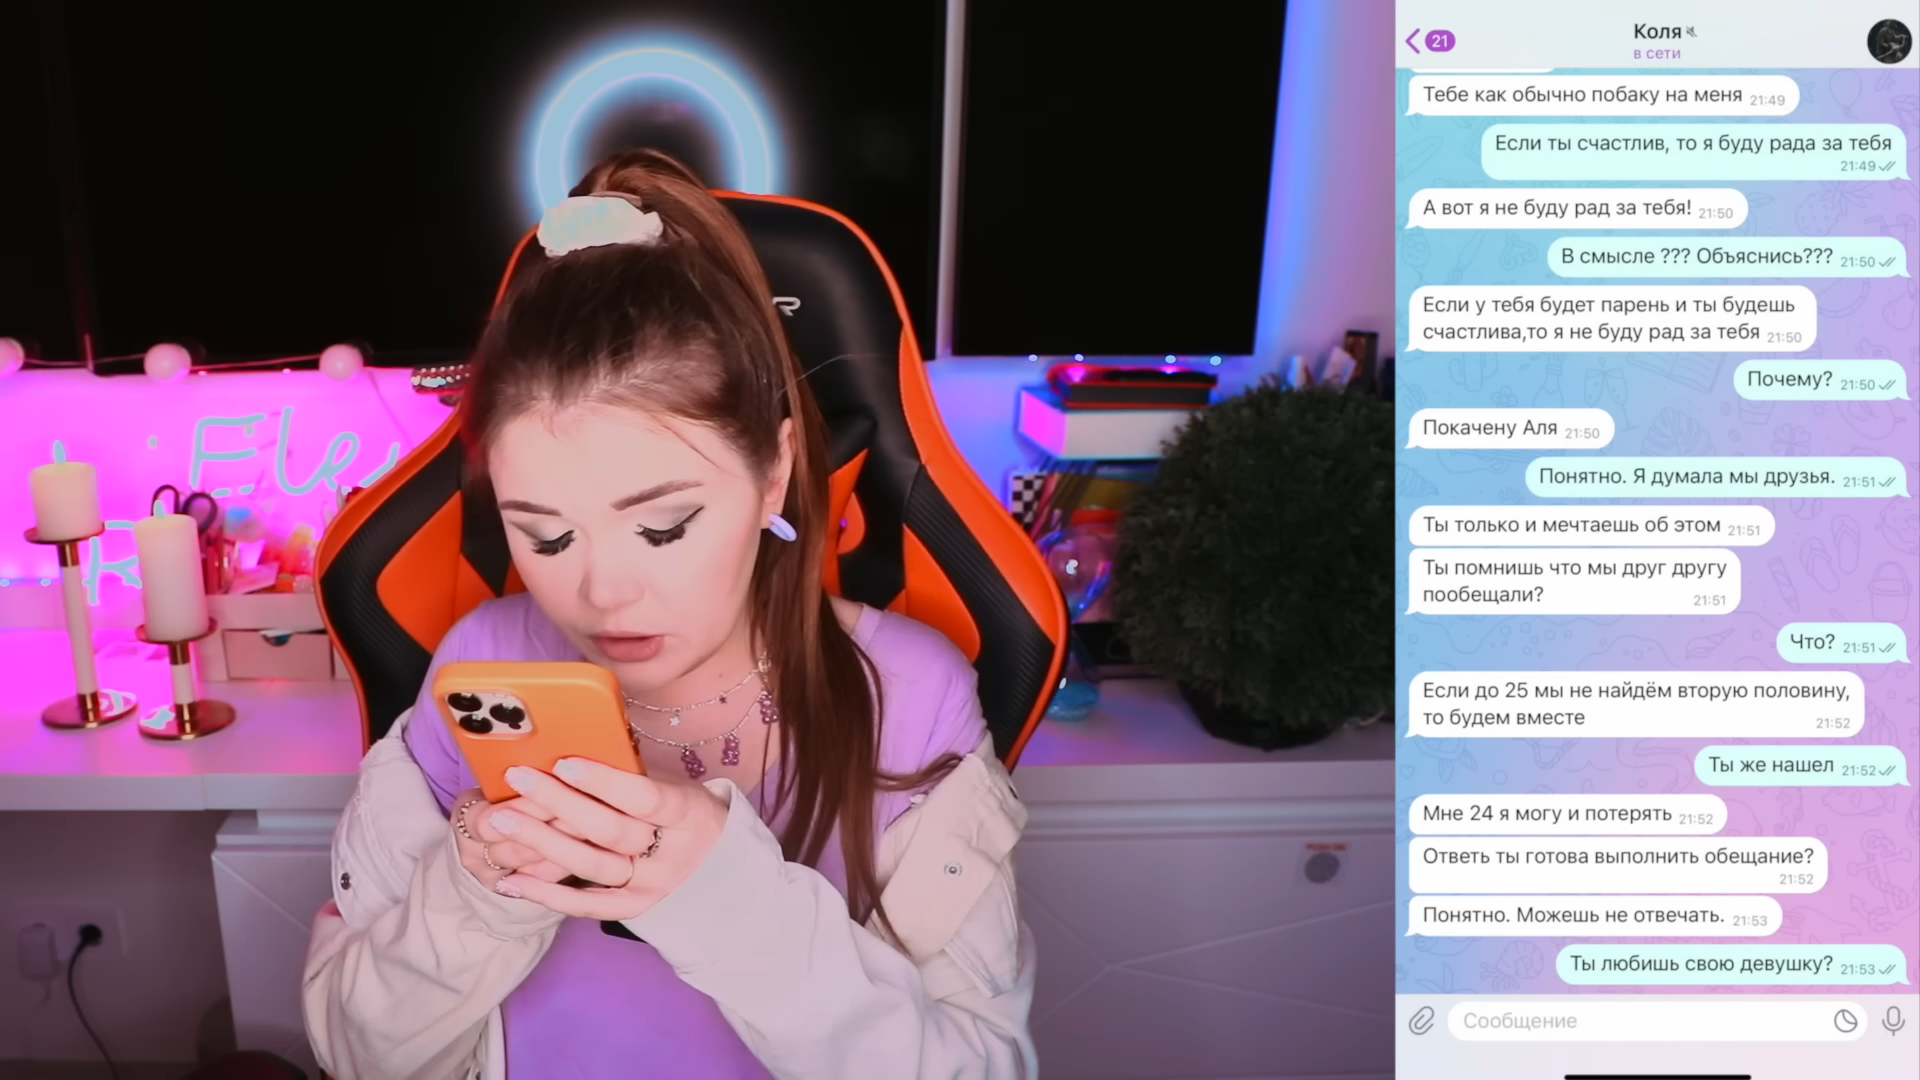 21
Коля
в сети
Тебе как обычно побаку на меня 21:49
Если ты счастлив, то я буду рада за тебя
21:49
А вот я не буду рад за тебя! 21:50
В смысле ??? Объяснись??? 21:50
Если у тебя будет парень и ты будешь
счастлива,то я не буду рад за тебя 21:50
Почему? 21:50
Покачену Аля 21:50
Понятно. Я думала мы друзья. 21:51
Ты только и мечтаешь об этом 21:51
Ты помнишь что мы друг другу
пообещали? 21:51
Что? 21:51
Если до 25 мы не найдём вторую половину,
то будем вместе 21:52
Ты же нашел 21:52
Мне 24 я могу и потерять 21:52
Ответь ты готова выполнить обещание?
21:52
Понятно. Можешь не отвечать. 21:53
Ты любишь свою девушку? 21:53
Сообщение